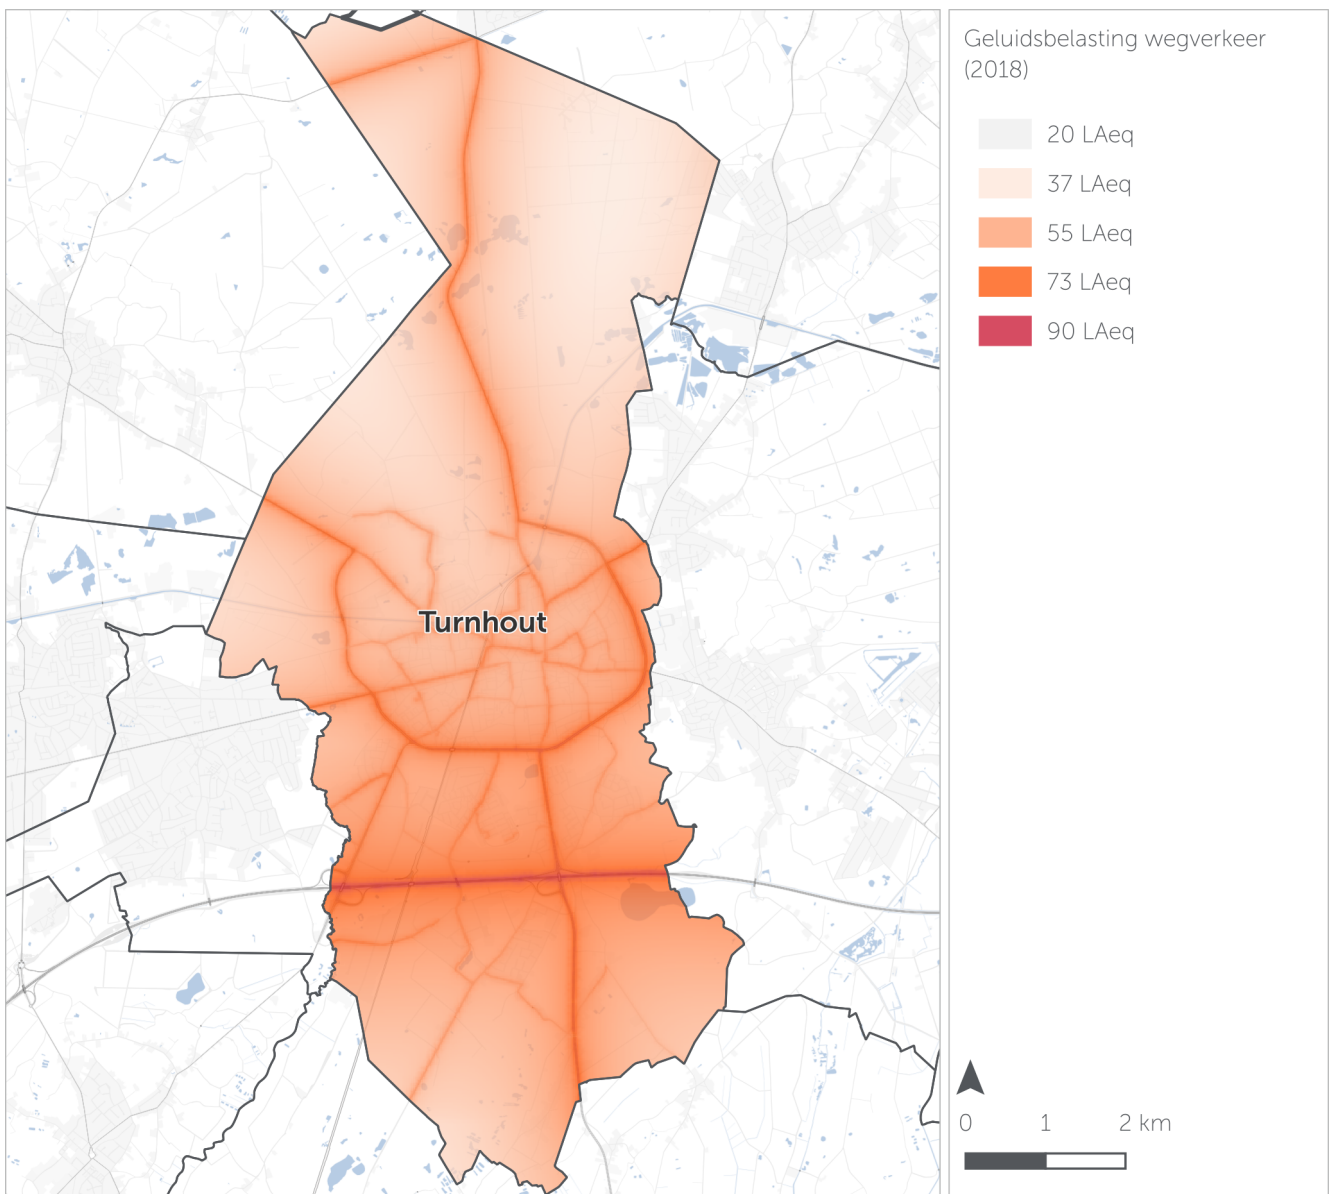 Turnhout
Geluidsbelasting wegverkeer
(2018)
20 LAeq
37 LAeq
55 LAeq
73 LAeq
90 LAeq
0 1 2 km